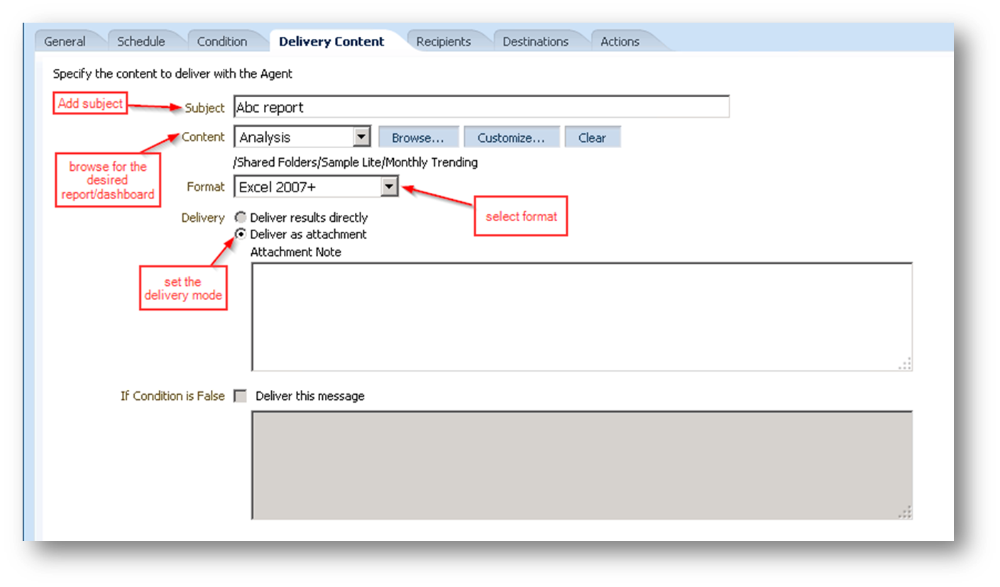 General Schedule Condition Delivery Content Recipients Destinations Actions
Specify the content to deliver with the Agent
Add subject
Subject Abc report
Content Analysis Browse... Customize... Clear
browse for the
desired
report/dashboard
/Shared Folders/Sample Lite/Monthly Trending
Format Excel 2007+
select format
Delivery Deliver results directly
Deliver as attachment
Attachment Note
set the
delivery mode
If Condition is False Deliver this message